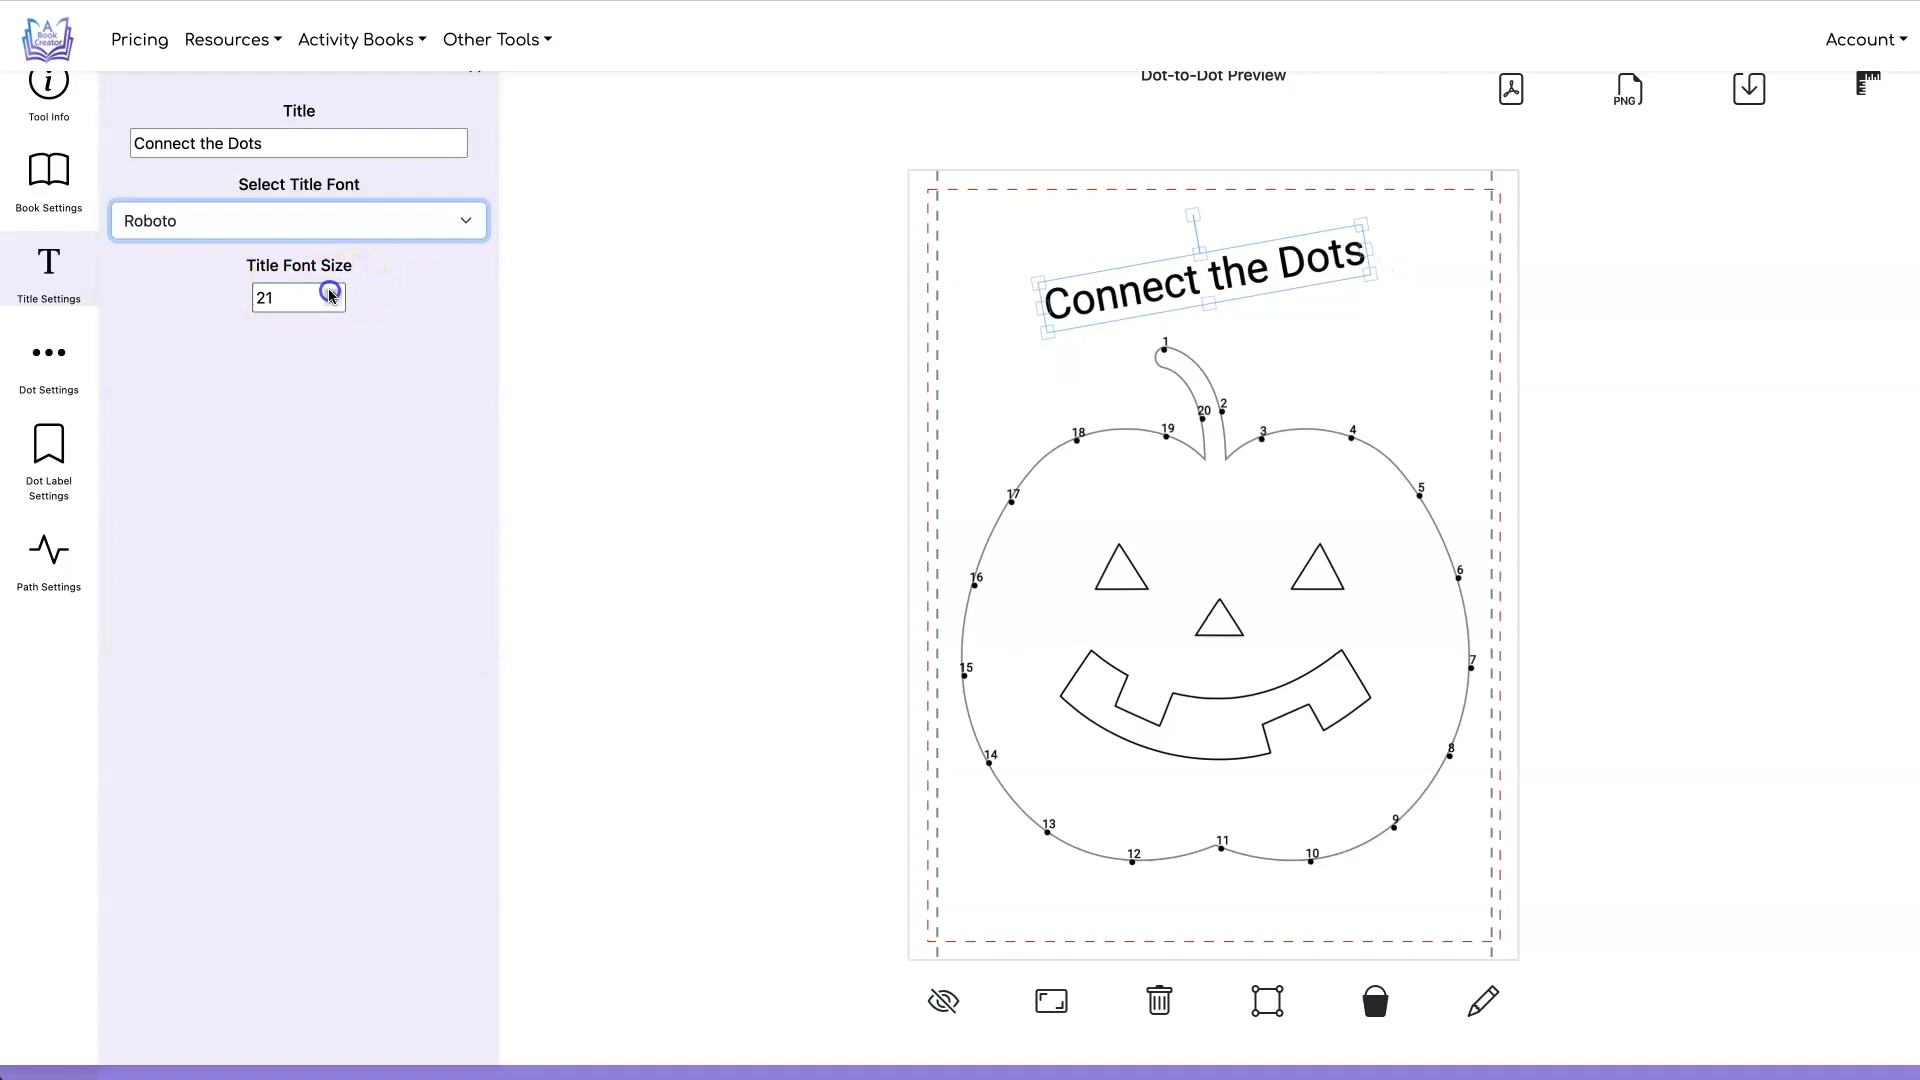 A
Book
Creator
Pricing
Resources
Activity Books
Other Tools
Account
Tool Info
Book Settings
T
Title Settings
Dot Settings
Dot Label
Settings
Path Settings
Title
Connect the Dots
Select Title Font
Roboto
Title Font Size
21
Dot-to-Dot Preview
PNG
Connect the Dots
1
20
2
18
19
3
4
17
5
16
6
15
7
14
8
13
9
12
11
10